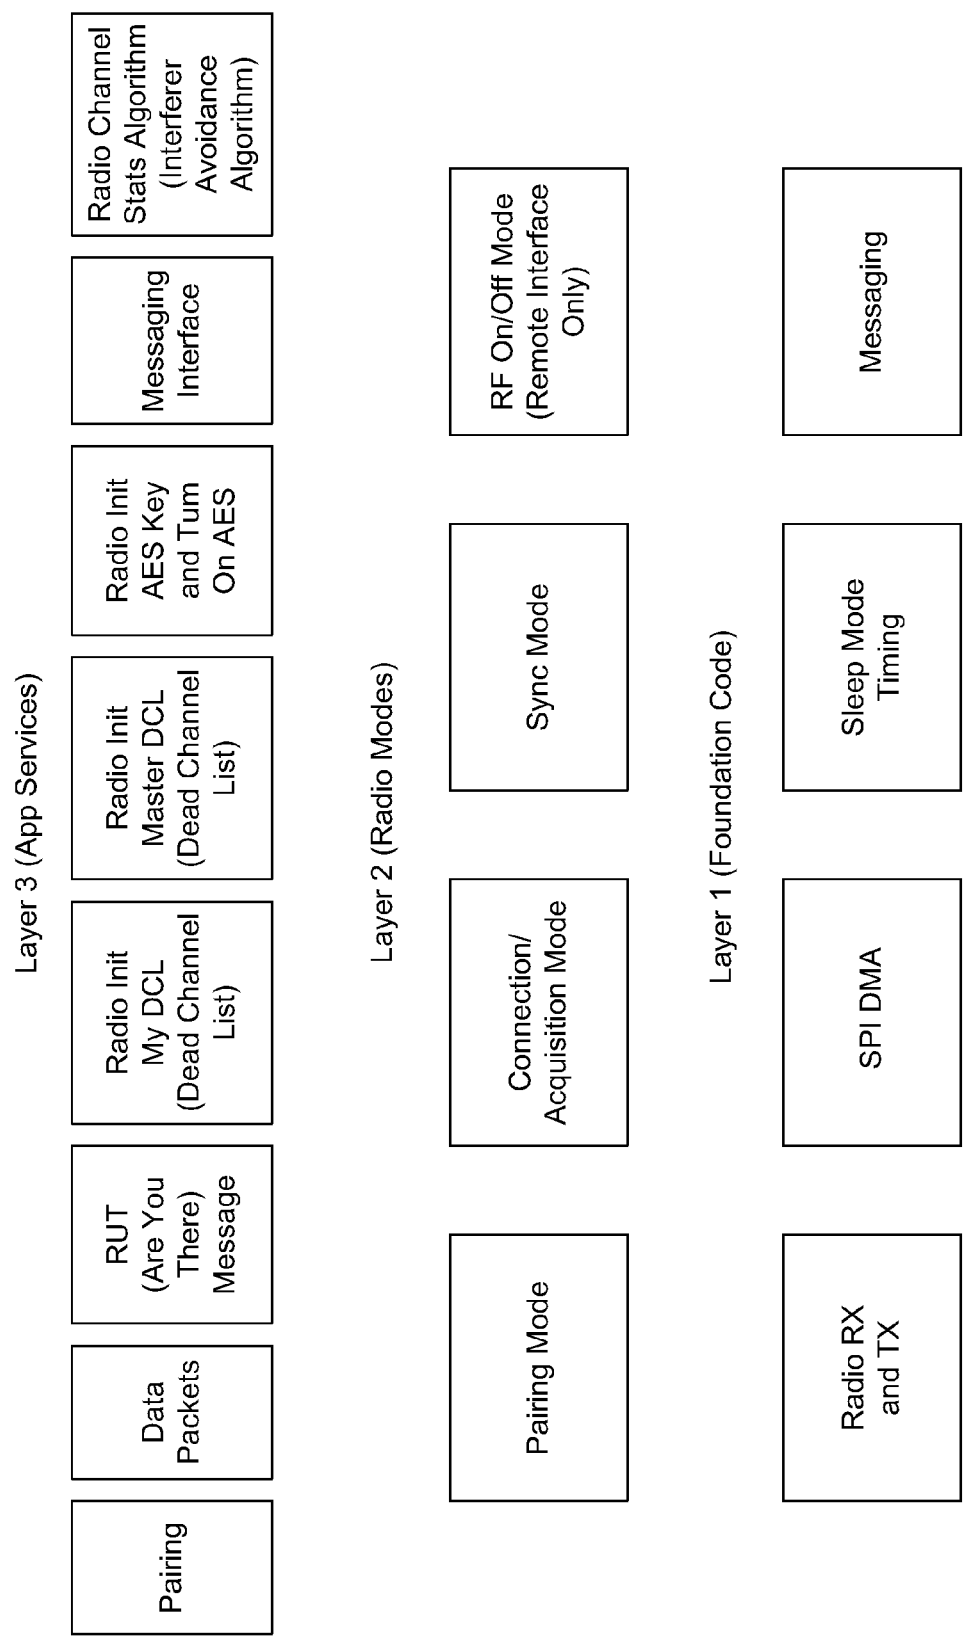 Layer 3 (App Services)
Pairing
Data
Packets
RUT
(Are You
There)
Message
Radio Init
My DCL
(Dead Channel
List)
Radio Init
Master DCL
(Dead Channel
List)
Radio Init
AES Key
and Tum
On AES
Messaging
Interface
Radio Channel
Stats Algorithm
(Interferer
Avoidance
Algorithm)
Layer 2 (Radio Modes)
Pairing Mode
Connection/
Acquisition Mode
Sync Mode
RF On/Off Mode
(Remote Interface
Only)
Layer 1 (Foundation Code)
Radio RX
and TX
SPI DMA
Sleep Mode
Timing
Messaging